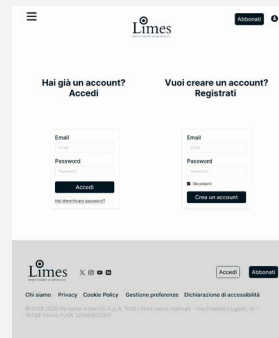 Limes
Abbonati
Hai già un account?
Accedi
Email
Password
Accedi
Hai dimenticato password?
Vuoi creare un account?
Registrati
Email
Password
Ricordami
Crea un account
Limes
Accedi
Abbonati
Chi siamo Privacy Cookie Policy Gestione preferenze Dichiarazione di accessibilità